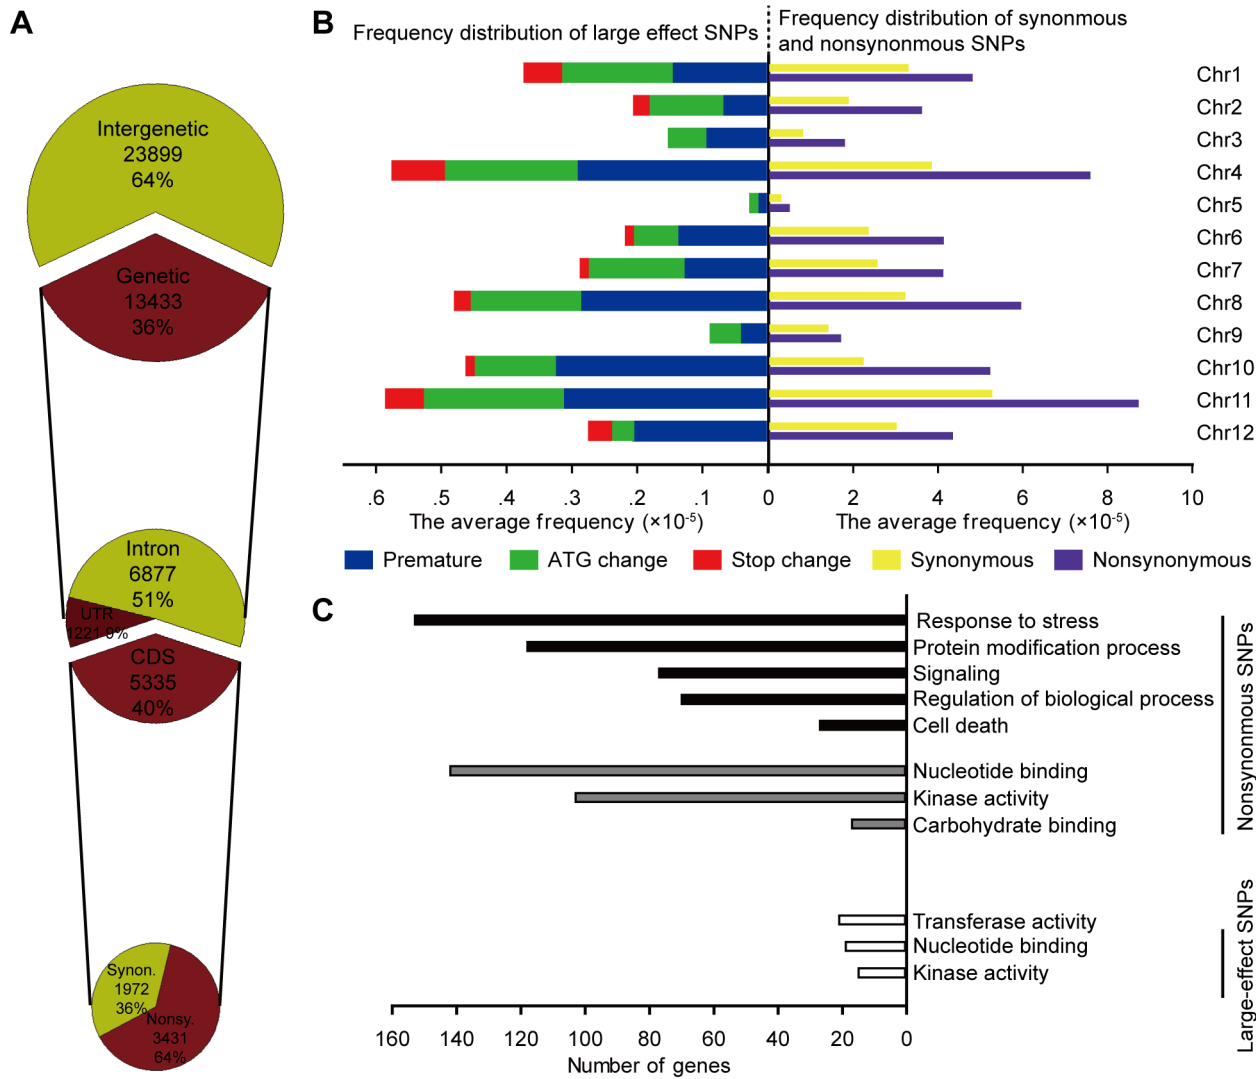 A
Intergenetic
23899
64%
Genetic
13433
36%
Intron
6877
51%
UTR
1221 9%
CDS
5335
40%
Synon.
1972
36%
Nonsy.
3431
64%
B
Frequency distribution of large effect SNPs
Frequency distribution of synonmous
and nonsynonmous SNPs
Chr1
Chr2
Chr3
Chr4
Chr5
Chr6
Chr7
Chr8
Chr9
Chr10
Chr11
Chr12
.6 .5 .4 .3 .2 .1 0 2 4 6 8 10
The average frequency (×10-5)
The average frequency (×10-5)
Premature
ATG change
Stop change
Synonymous
Nonsynonymous
C
Response to stress
Protein modification process
Signaling
Regulation of biological process
Cell death
Nucleotide binding
Kinase activity
Carbohydrate binding
Nonsynonmous SNPs
Transferase activity
Nucleotide binding
Kinase activity
Large-effect SNPs
160 140 120 100 80 60 40 20 0
Number of genes